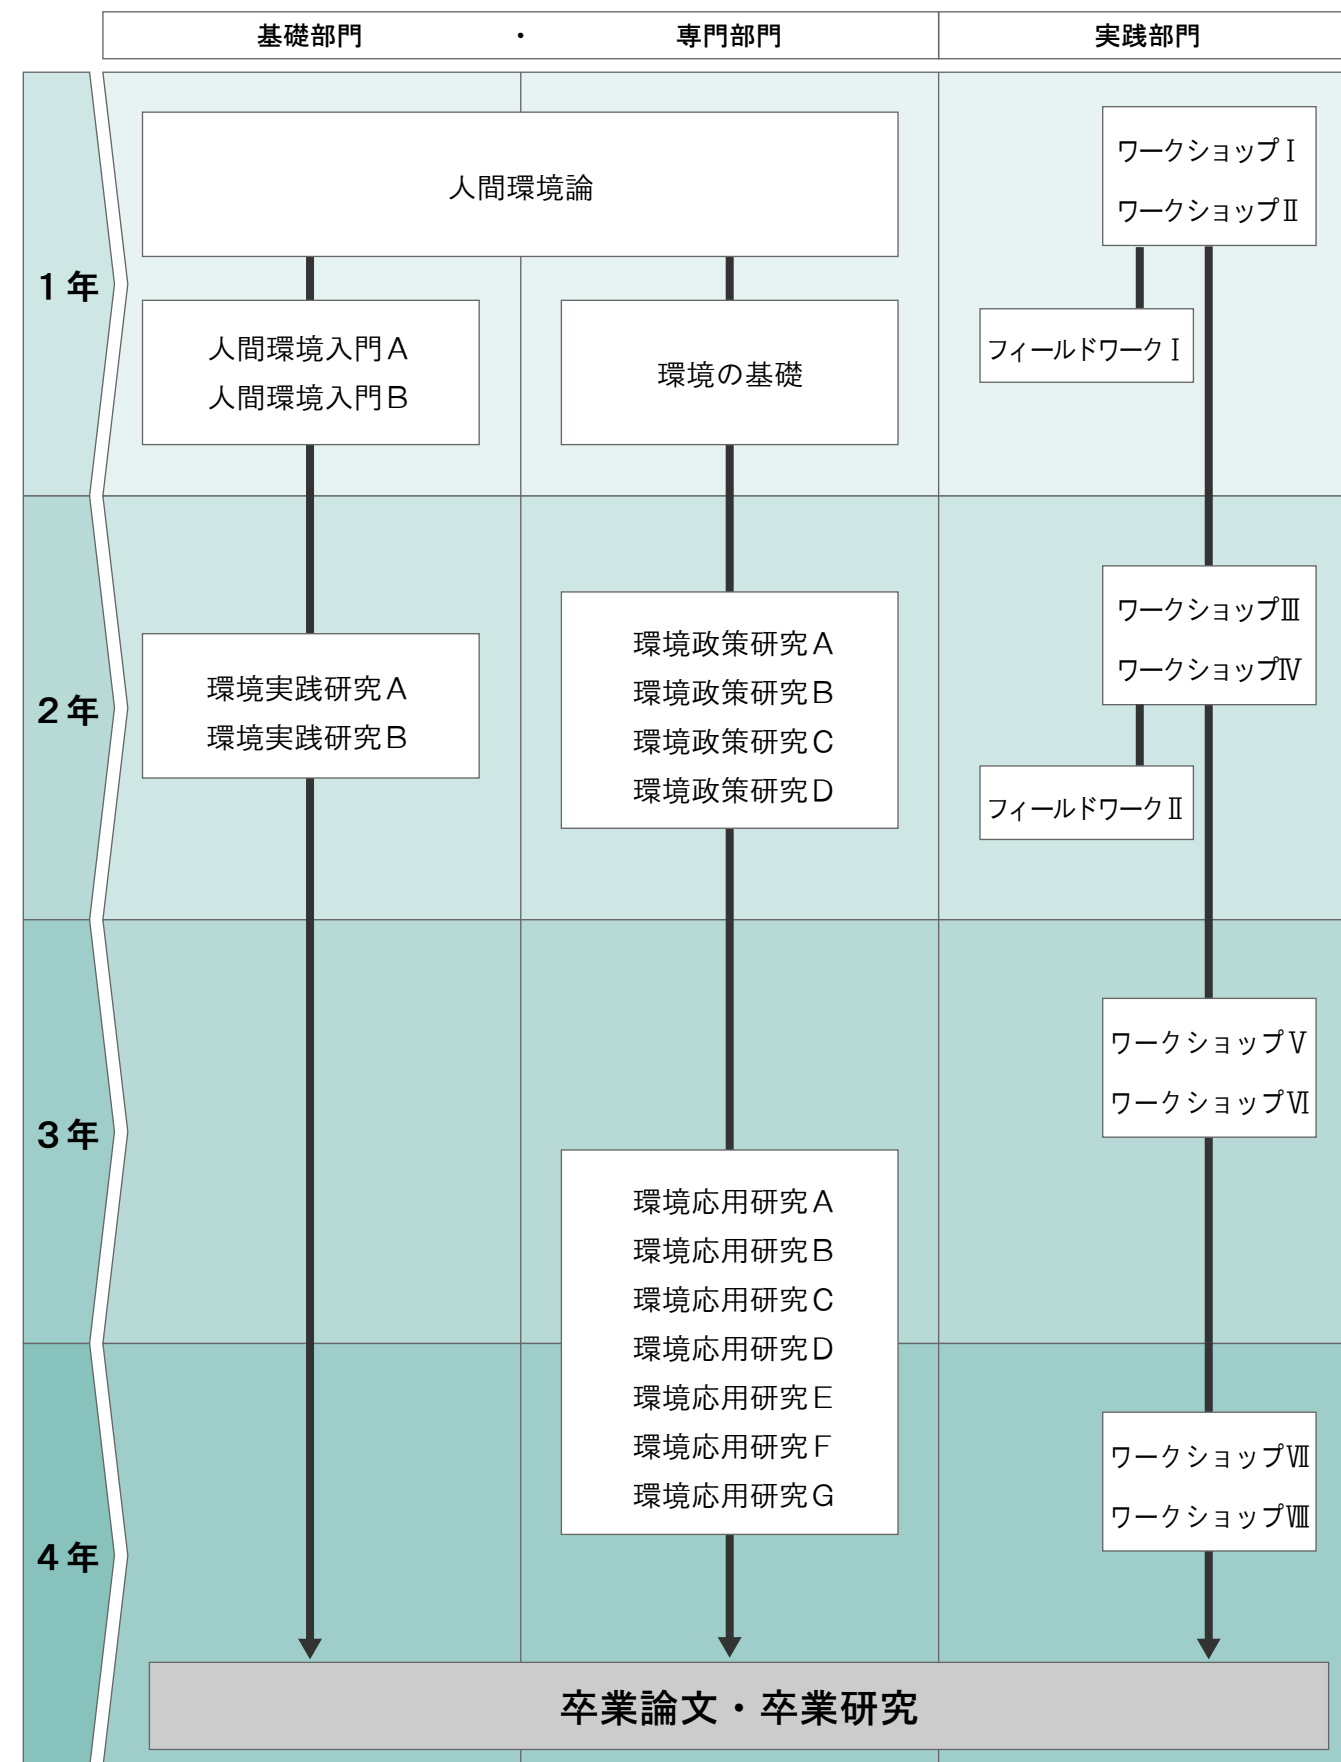 基礎部門 ・ 専門部門 実践部門
1年
人間環境論
人間環境入門A
人間環境入門B
環境の基礎
ワークショップⅠ
ワークショップⅡ
フィールドワークⅠ
2年
環境実践研究A
環境実践研究B
環境政策研究A
環境政策研究B
環境政策研究C
環境政策研究D
ワークショップⅢ
ワークショップⅣ
フィールドワークⅡ
3年
環境応用研究A
環境応用研究B
環境応用研究C
環境応用研究D
環境応用研究E
環境応用研究F
環境応用研究G
ワークショップⅤ
ワークショップⅥ
4年
ワークショップⅦ
ワークショップⅧ
卒業論文・卒業研究